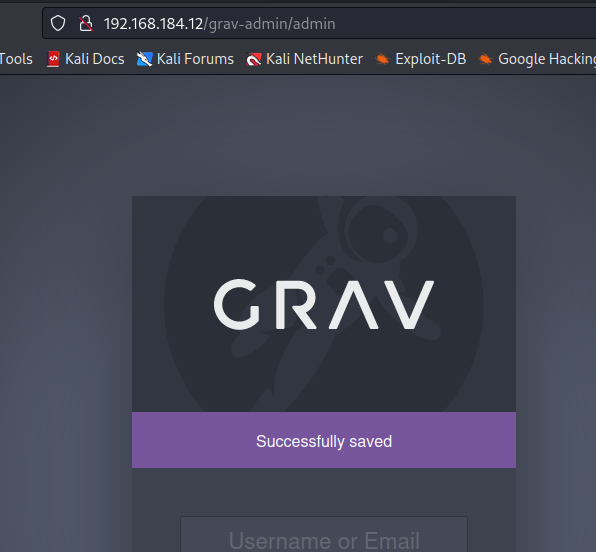 192.168.184.12/grav-admin/admin
Tools Kali Docs Kali Forums Kali NetHunter Exploit-DB Google Hacking
GRAV
Successfully saved
Username or Email